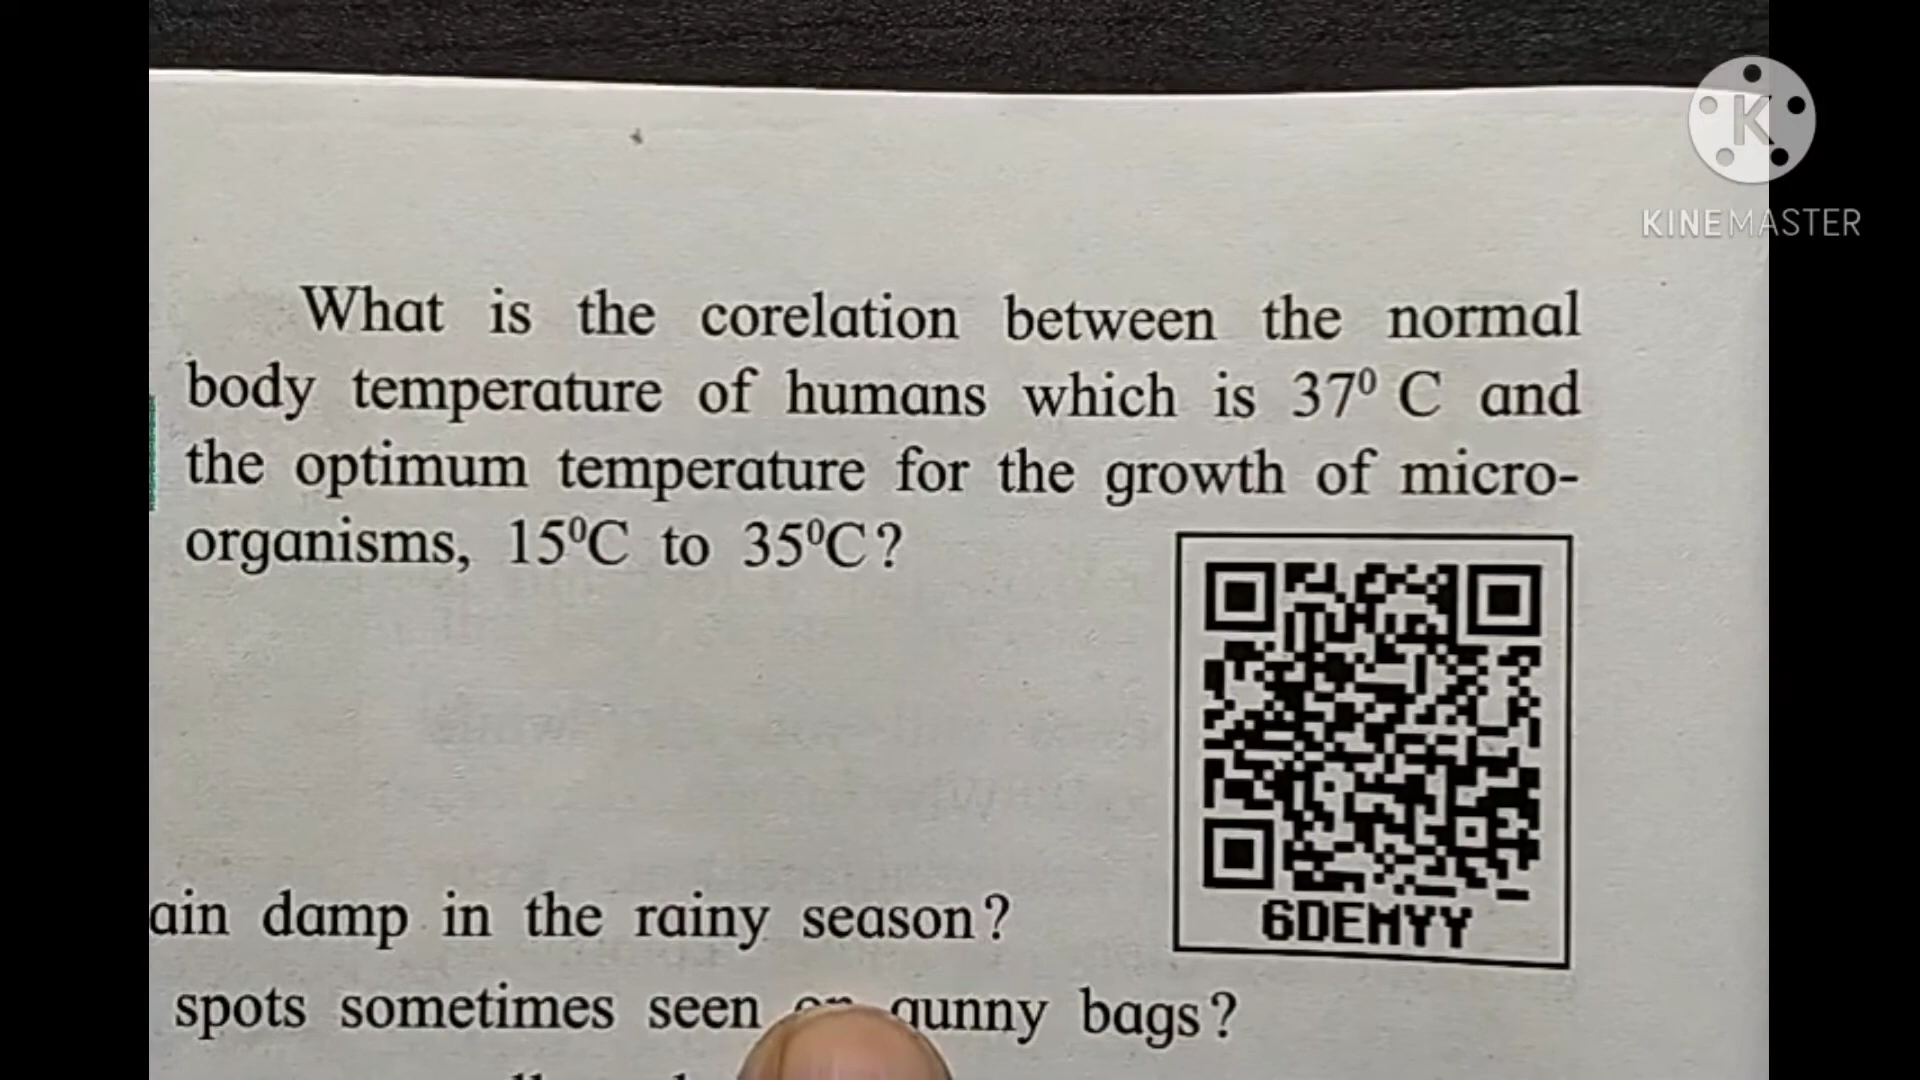 KINEMASTER
What is the corelation between the normal
body temperature of humans which is 37⁰ C and
the optimum temperature for the growth of micro-
organisms, 15⁰C to 35⁰C?
6DEMYY
ain damp in the rainy season?
spots sometimes seen gunny bags?